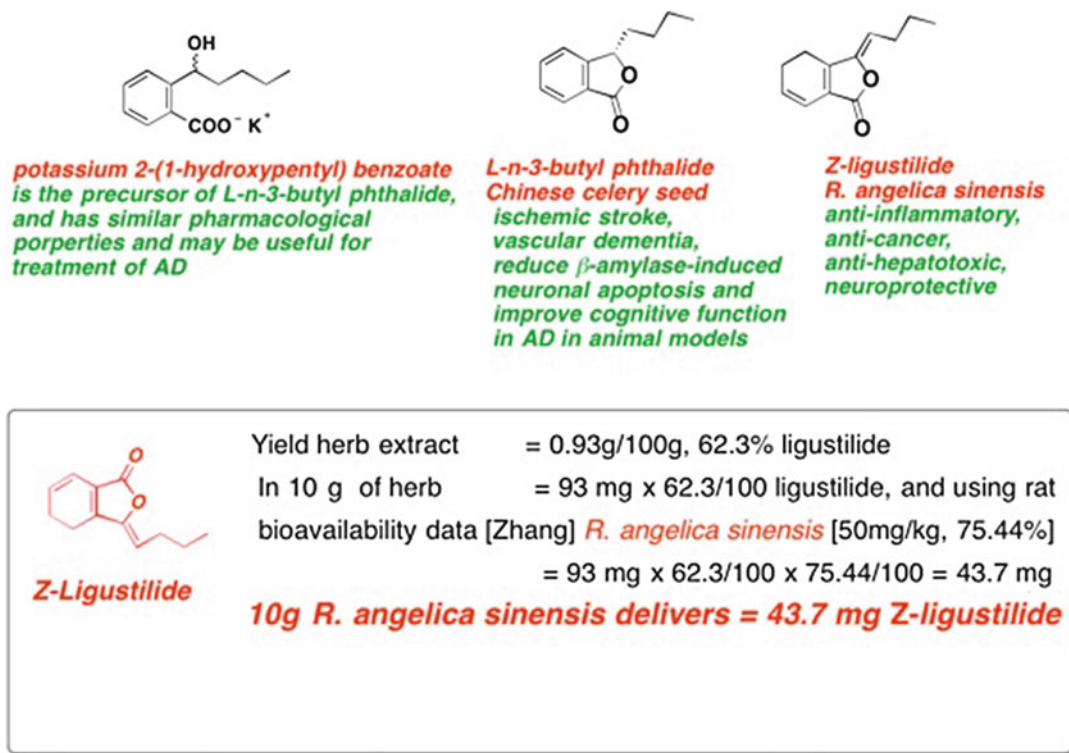 OH
COO⁻ K⁺
potassium 2-(1-hydroxypentyl) benzoate
is the precursor of L-n-3-butyl phthalide,
and has similar pharmacological
porperties and may be useful for
treatment of AD
O
O
L-n-3-butyl phthalide
Chinese celery seed
ischemic stroke,
vascular dementia,
reduce β-amylase-induced
neuronal apoptosis and
improve cognitive function
in AD in animal models
O
O
Z-ligustilide
R. angelica sinensis
anti-inflammatory,
anti-cancer,
anti-hepatotoxic,
neuroprotective
O
O
Z-Ligustilide
Yield herb extract = 0.93g/100g, 62.3% ligustilide
In 10 g of herb = 93 mg x 62.3/100 ligustilide, and using rat
bioavailability data [Zhang] R. angelica sinensis [50mg/kg, 75.44%]
= 93 mg x 62.3/100 x 75.44/100 = 43.7 mg
10g R. angelica sinensis delivers = 43.7 mg Z-ligustilide